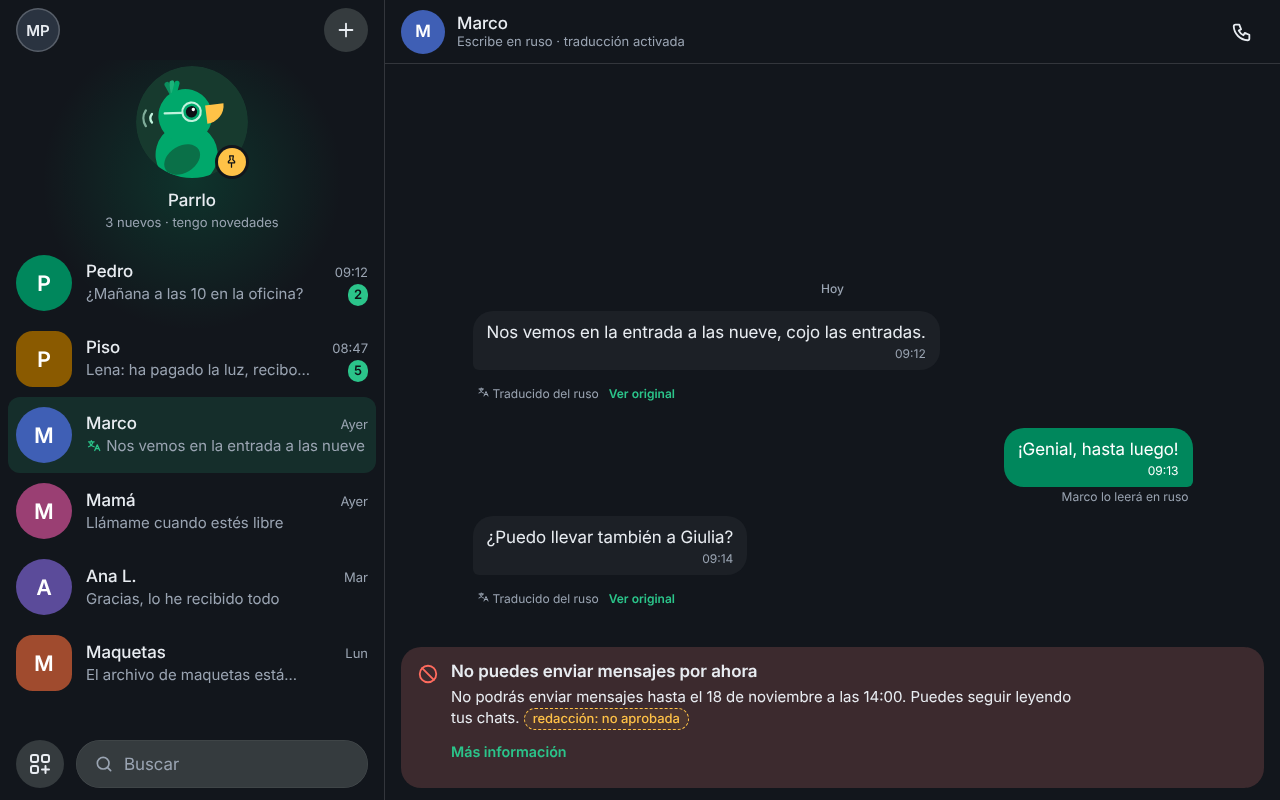 MP
Parrlo
3 nuevos · tengo novedades
P
Pedro
09:12
¿Mañana a las 10 en la oficina?
2
P
Piso
08:47
Lena: ha pagado la luz, recibo...
5
M
Marco
Ayer
Nos vemos en la entrada a las nueve
M
Mamá
Ayer
Llámame cuando estés libre
A
Ana L.
Mar
Gracias, lo he recibido todo
M
Maquetas
Lun
El archivo de maquetas está...
Buscar
M
Marco
Escribe en ruso · traducción activada
Hoy
Nos vemos en la entrada a las nueve, cojo las entradas.
09:12
Traducido del ruso Ver original
¡Genial, hasta luego!
09:13
Marco lo leerá en ruso
¿Puedo llevar también a Giulia?
09:14
Traducido del ruso Ver original
No puedes enviar mensajes por ahora
No podrás enviar mensajes hasta el 18 de noviembre a las 14:00. Puedes seguir leyendo
tus chats. redacción: no aprobada
Más información